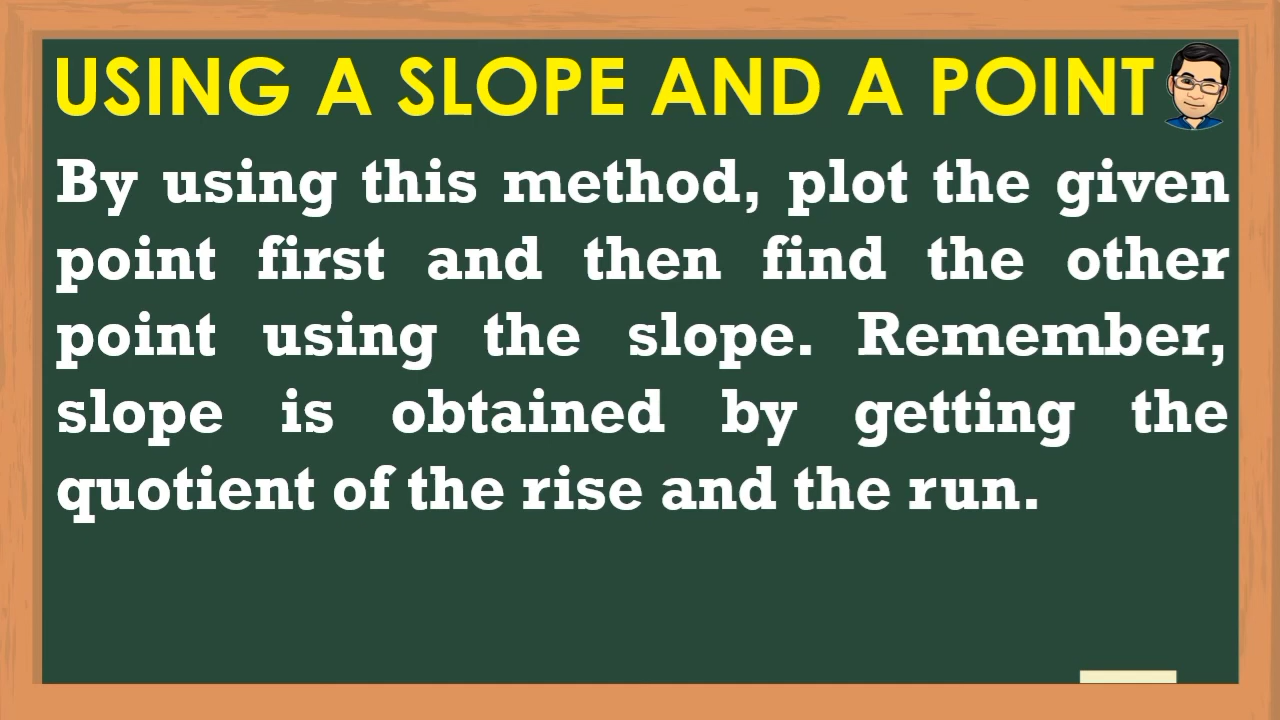 USING A SLOPE AND A POINT
By using this method, plot the given
point first and then find the other
point using the slope. Remember,
slope is obtained by getting the
quotient of the rise and the run.